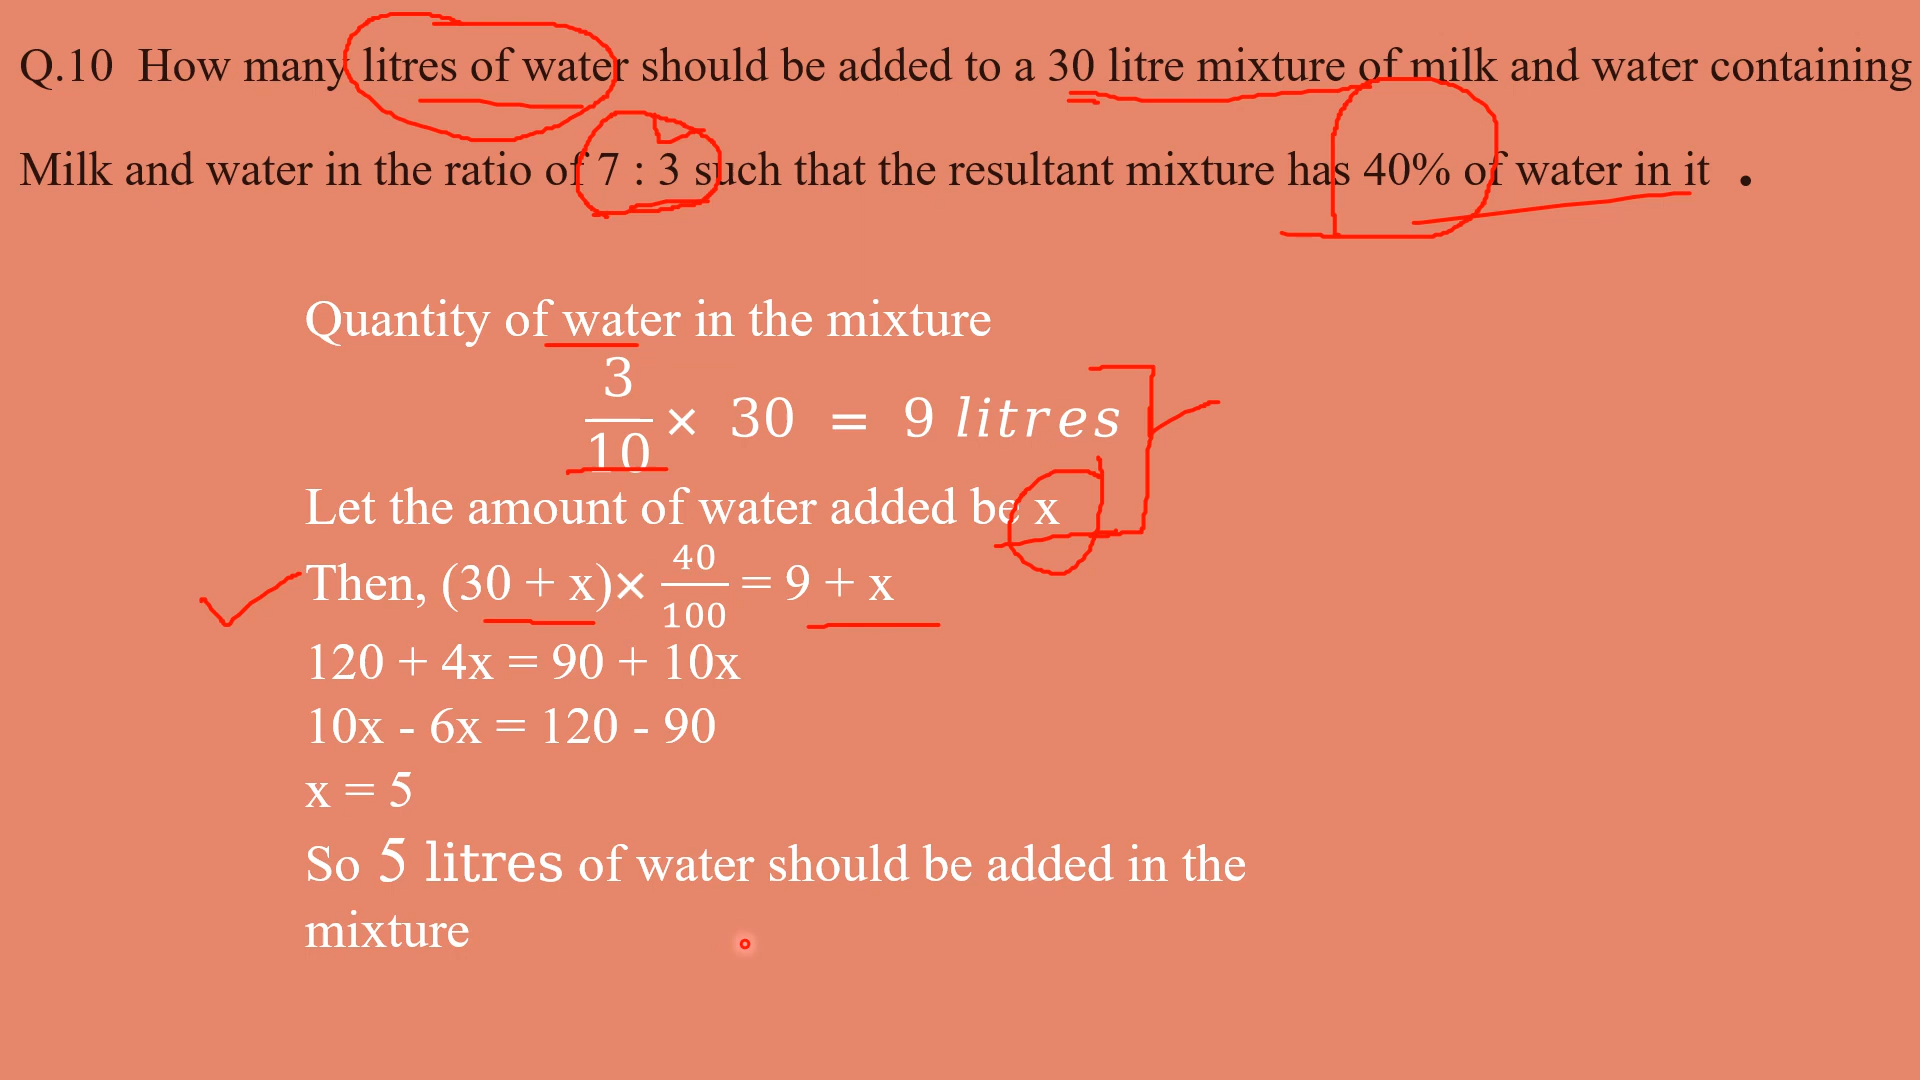 Q.10 How many litres of water should be added to a 30 litre mixture of milk and water containing
Milk and water in the ratio of 7 : 3 such that the resultant mixture has 40% of water in it .
Quantity of water in the mixture
3/10 × 30 = 9 litres
Let the amount of water added be x
Then, (30 + x)× 40/100 = 9 + x
120 + 4x = 90 + 10x
10x - 6x = 120 - 90
x = 5
So 5 litres of water should be added in the
mixture